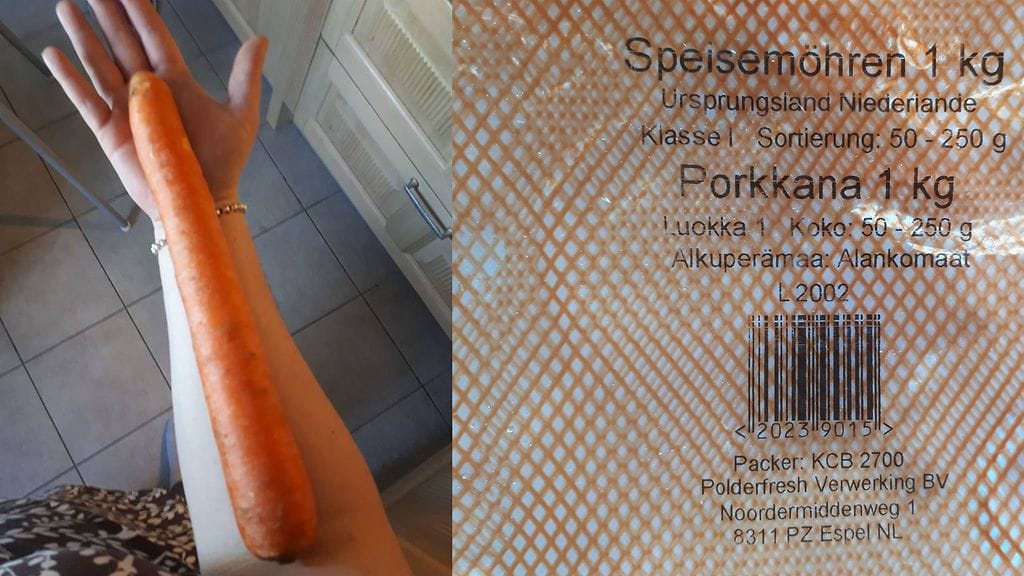 Speisemöhren 1 kg
Ursprungsland Niederlande
Klasse I Sortierung: 50 - 250 g
Porkkana 1 kg
Luokka 1 Koko: 50 - 250 g
Alkuperämaa: Alankomaat
L 2002
< 2023 9015 >
Packer: KCB 2700
Polderfresh Verwerking BV
Noordermiddenweg 1
8311 PZ Espel NL